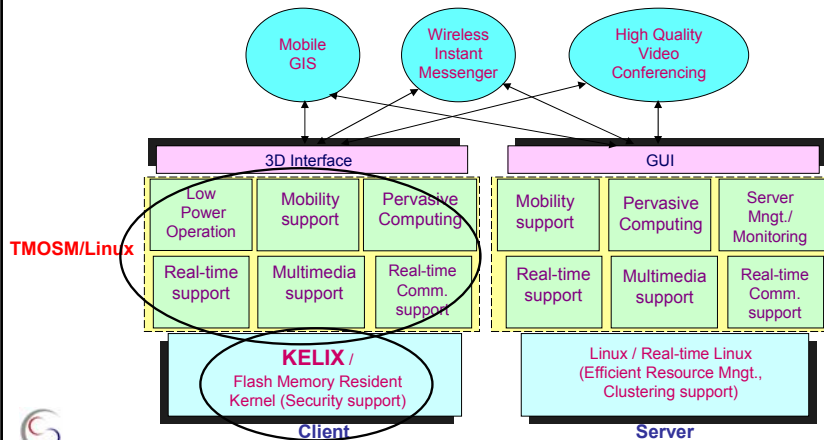 Mobile
GIS
Wireless
Instant
Messenger
High Quality
Video
Conferencing
3D Interface
GUI
TMOSM/Linux
Low
Power
Operation
Mobility
support
Pervasive
Computing
Real-time
support
Multimedia
support
Real-time
Comm.
support
Mobility
support
Pervasive
Computing
Server
Mngt./
Monitoring
Real-time
support
Multimedia
support
Real-time
Comm.
support
KELIX /
Flash Memory Resident
Kernel (Security support)
Linux / Real-time Linux
(Efficient Resource Mngt.,
Clustering support)
Client
Server